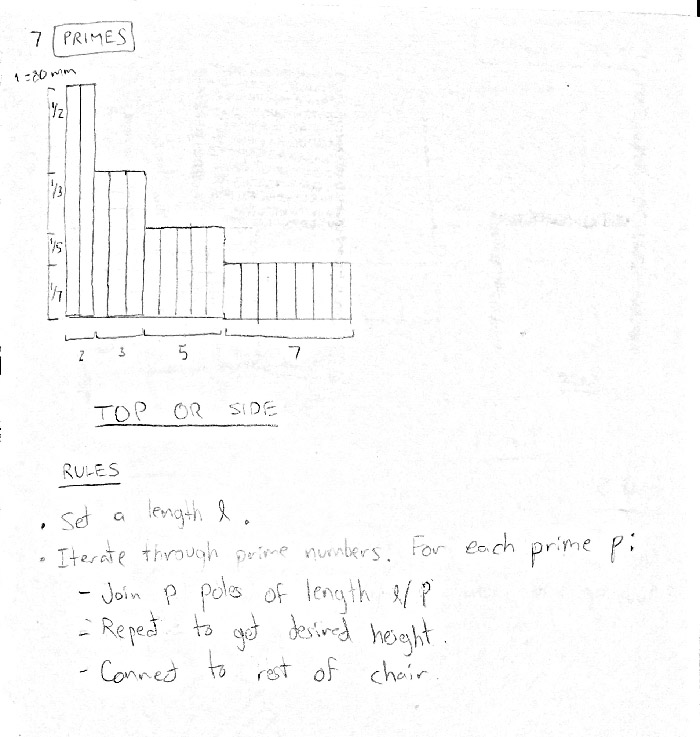 7 PRIMES
1 = 80 mm
1/2
1/3
1/5
1/7
2 3 5 7
TOP OR SIDE
RULES
• Set a length l.
• Iterate through prime numbers. For each prime p:
- Join p poles of length l/p
- Repeat to get desired height.
- Connect to rest of chair.